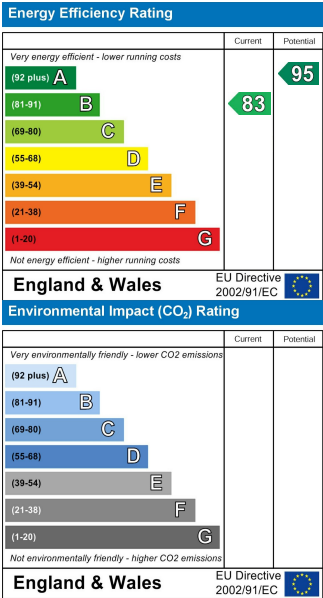 Energy Efficiency Rating
Current Potential
Very energy efficient - lower running costs
(92 plus) A
95
(81-91) B
83
(69-80) C
(55-68) D
(39-54) E
(21-38) F
(1-20) G
Not energy efficient - higher running costs
England & Wales
EU Directive
2002/91/EC
Environmental Impact (CO₂) Rating
Current Potential
Very environmentally friendly - lower CO2 emissions
(92 plus) A
(81-91) B
(69-80) C
(55-68) D
(39-54) E
(21-38) F
(1-20) G
Not environmentally friendly - higher CO2 emissions
England & Wales
EU Directive
2002/91/EC